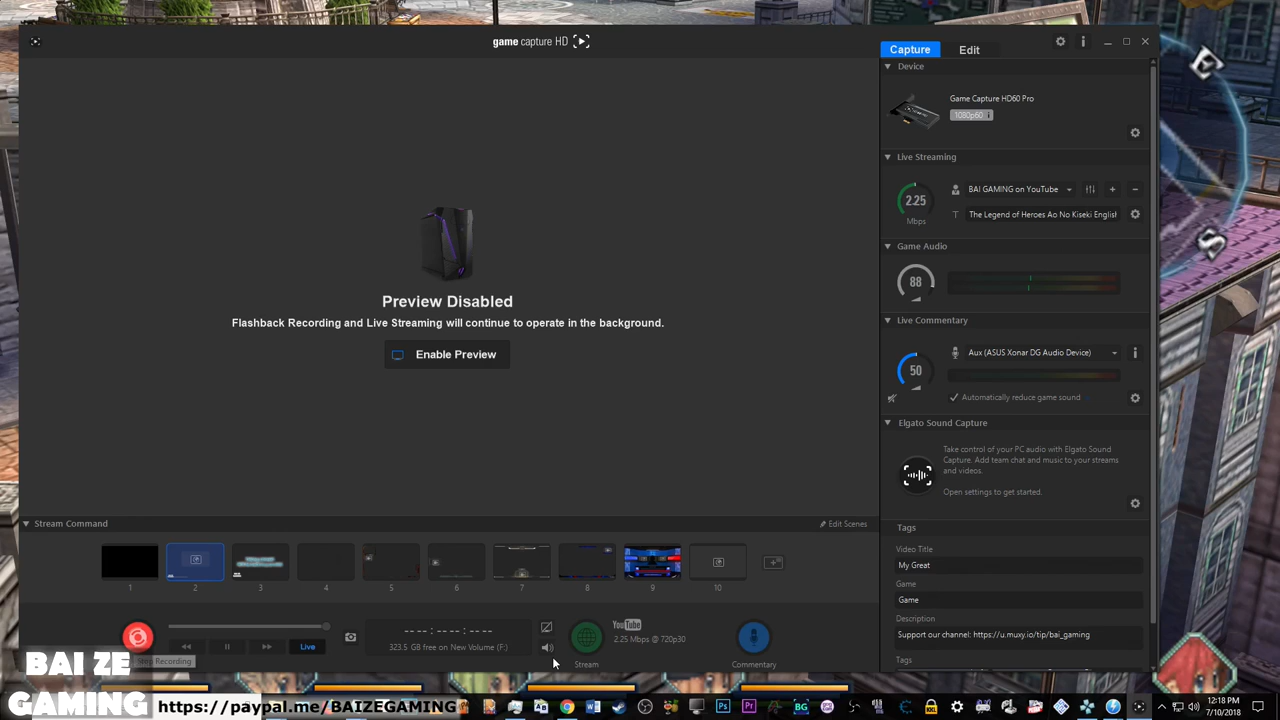 game capture HD
Capture
Edit
Device
Game Capture HD60 Pro
1080p60
Live Streaming
2.25
Mbps
BAI GAMING on YouTube
The Legend of Heroes Ao No Kiseki Englisl
Game Audio
88
Preview Disabled
Flashback Recording and Live Streaming will continue to operate in the background.
Enable Preview
Live Commentary
Aux (ASUS Xonar DG Audio Device)
50
Automatically reduce game sound
Elgato Sound Capture
Take control of your PC audio with Elgato Sound
Capture. Add team chat and music to your streams
and videos.
Open settings to get started.
Stream Command
Edit Scenes
1 2 3 4 5 6 7 8 9 10
Tags
Video Title
My Great
Game
Game
Description
Support our channel: https://u.muxy.io/tip/bai_gaming
Tags
Live
323.5 GB free on New Volume (F:)
Stream
YouTube
2.25 Mbps @ 720p30
Commentary
Stop Recording
BAI ZE
GAMING
https://paypal.me/BAIZEGAMING
12:18 PM
7/10/2018